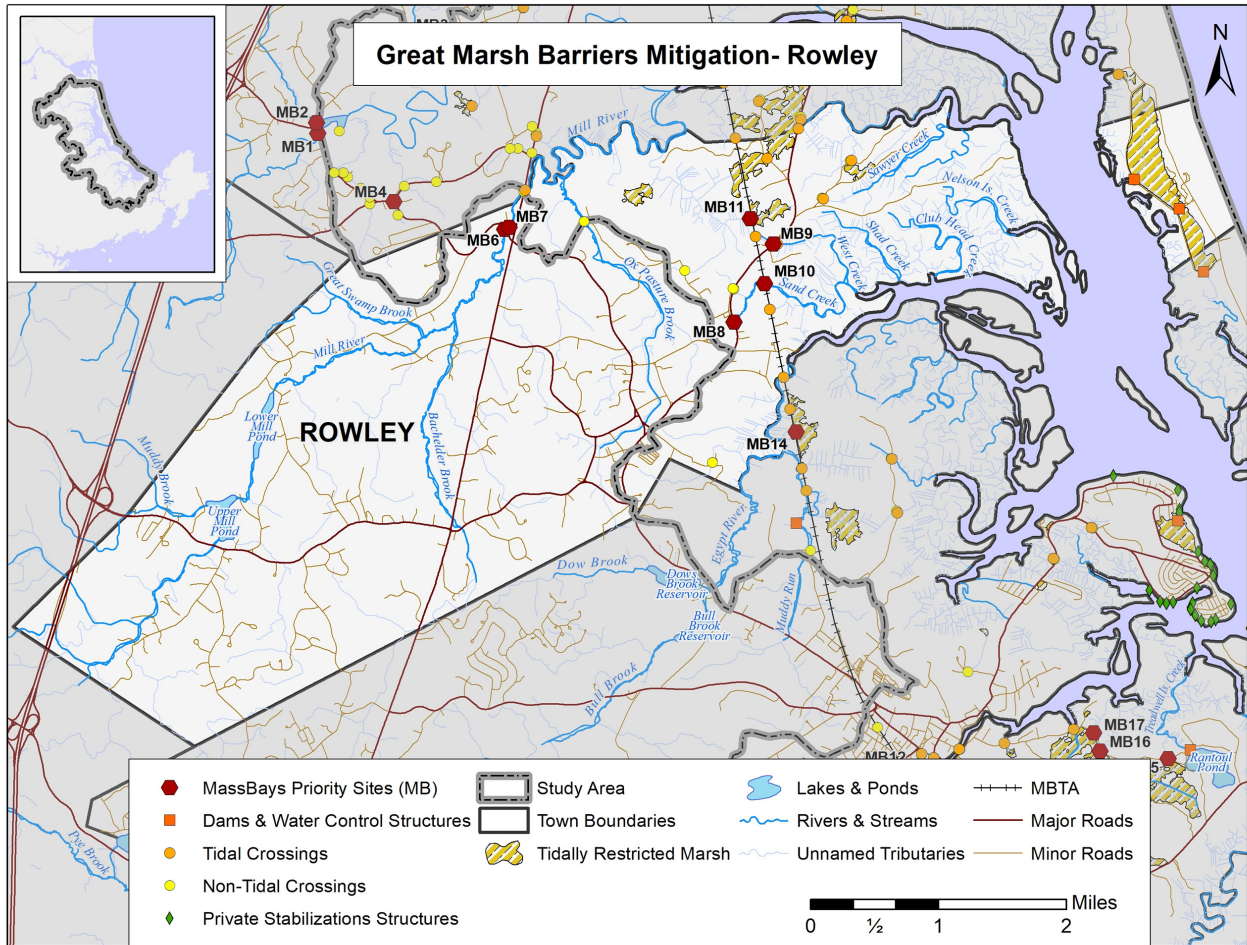 Great Marsh Barriers Mitigation- Rowley
N
MB2
MB1
MB4
Mill River
MB7
MB6
MB11
MB9
MB10
MB8
MB14
Sawyer Creek
Nelson Is. Creek
Club Head Creek
Shad Creek
West Creek
Sand Creek
Ox Pasture Brook
Great Swamp Brook
Mill River
Lower
Mill
Pond
ROWLEY
Bachelder Brook
Muddy Brook
Upper
Mill
Pond
Egypt River
Dow Brook
Dows
Brook
Reservoir
Bull
Brook
Reservoir
Muddy Run
Bull Brook
Treadwells Creek
MB17
MB16
Rantoul
Pond
MB12
Pye Brook
MassBays Priority Sites (MB)
Dams & Water Control Structures
Tidal Crossings
Non-Tidal Crossings
Private Stabilizations Structures
Study Area
Town Boundaries
Tidally Restricted Marsh
Lakes & Ponds
Rivers & Streams
Unnamed Tributaries
MBTA
Major Roads
Minor Roads
0 ½ 1 2 Miles